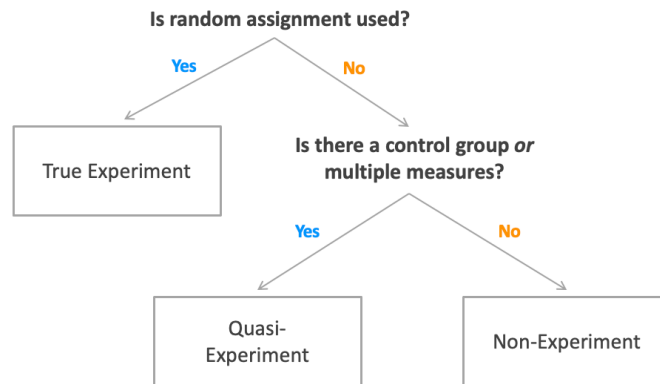 Is random assignment used?
Yes
No
True Experiment
Is there a control group or
multiple measures?
Yes
No
Quasi-
Experiment
Non-Experiment